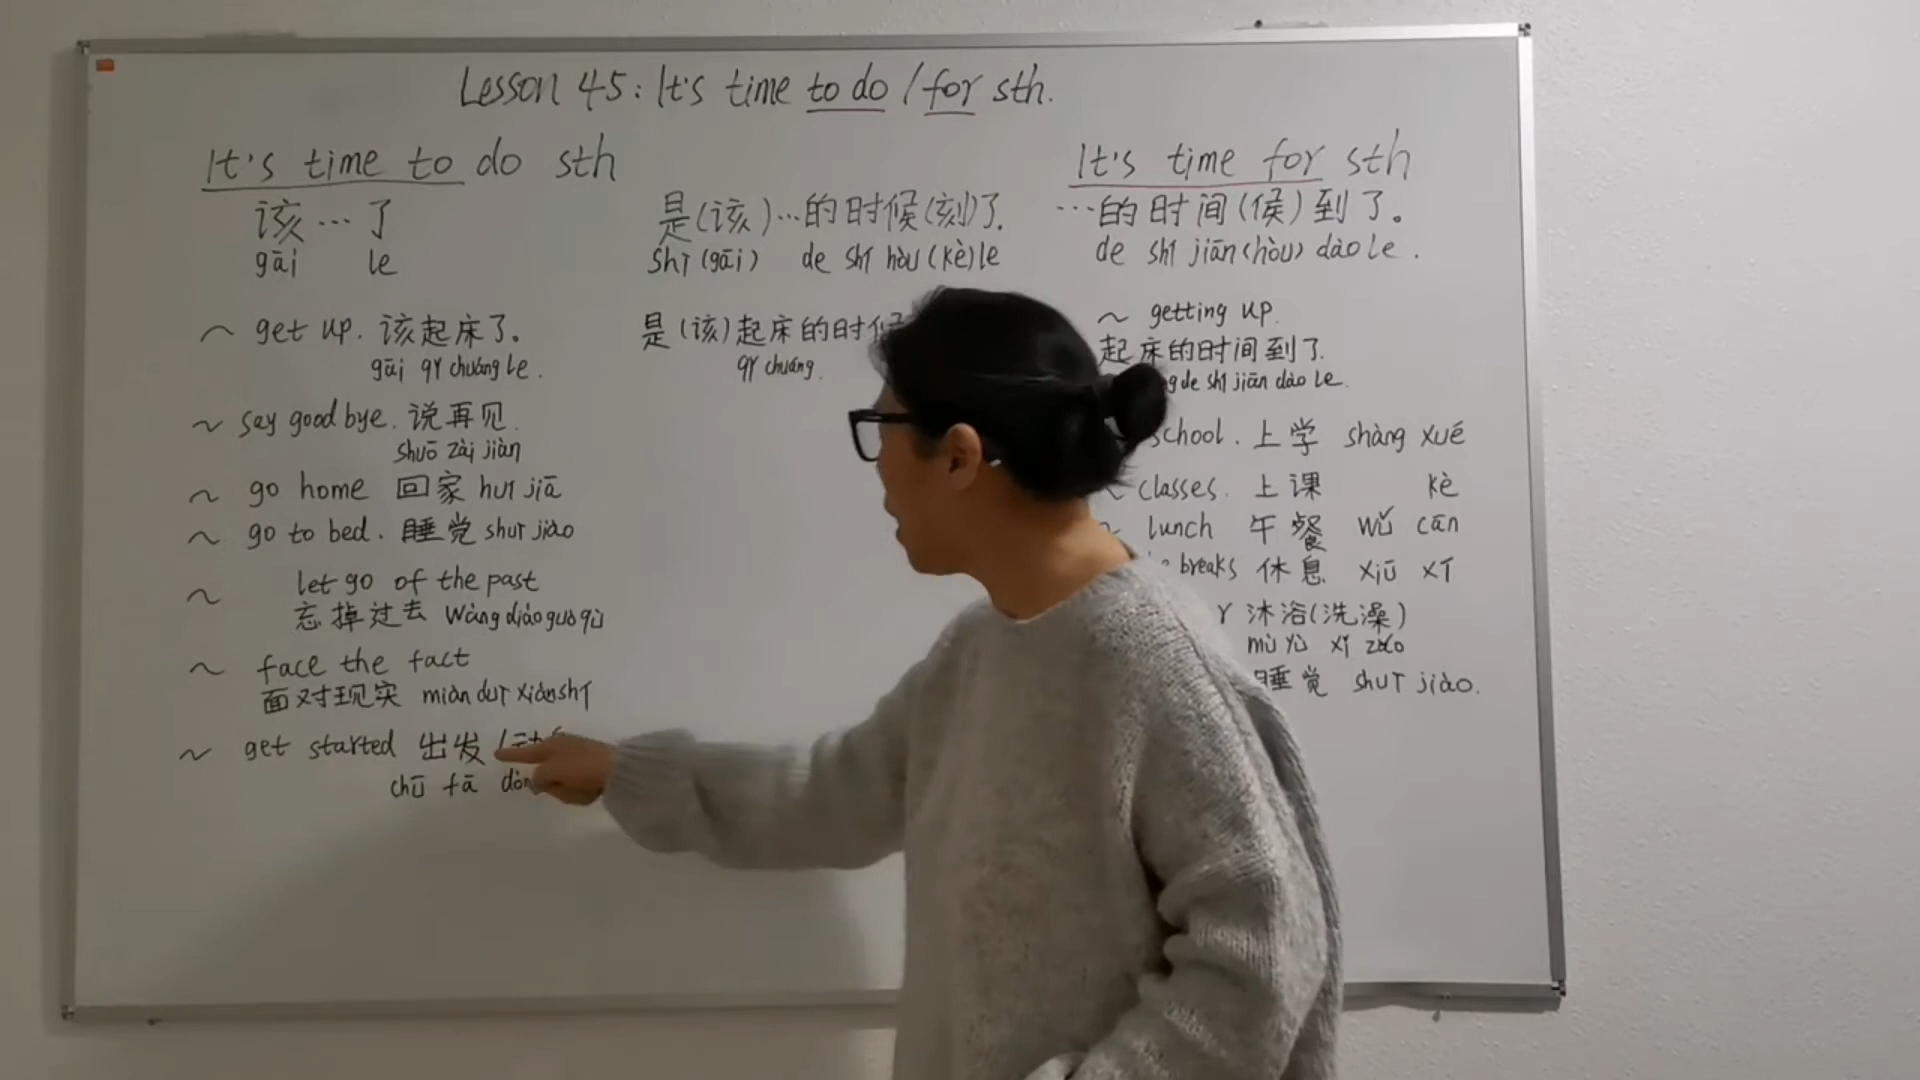 Lesson 45: It's time to do / for sth.
It's time to do sth
该…了
gāi le
~ get up. 该起床了.
gāi qǐ chuáng le.
~ say good bye. 说再见.
shuō zài jiàn
~ go home 回家 huí jiā
~ go to bed. 睡觉 shuì jiào
~ let go of the past
忘掉过去 wàng diào guò qù
~ face the fact
面对现实 miàn duì xiàn shí
~ get started 出发/
chū fā
是(该)…的时候(刻)了.
shì (gāi) de shí hòu (kè) le
是(该)起床的时候
qǐ chuáng.
It's time for sth
…的时间(候)到了。
de shí jiān (hòu) dào le.
~ getting up.
起床的时间到了.
de shí jiān dào le.
school. 上学 shàng xué
~ classes. 上课 kè
~ lunch 午餐 wǔ cān
breaks 休息 xiū xī
沐浴(洗澡)
mù yù xǐ zǎo
睡觉 shuì jiào.